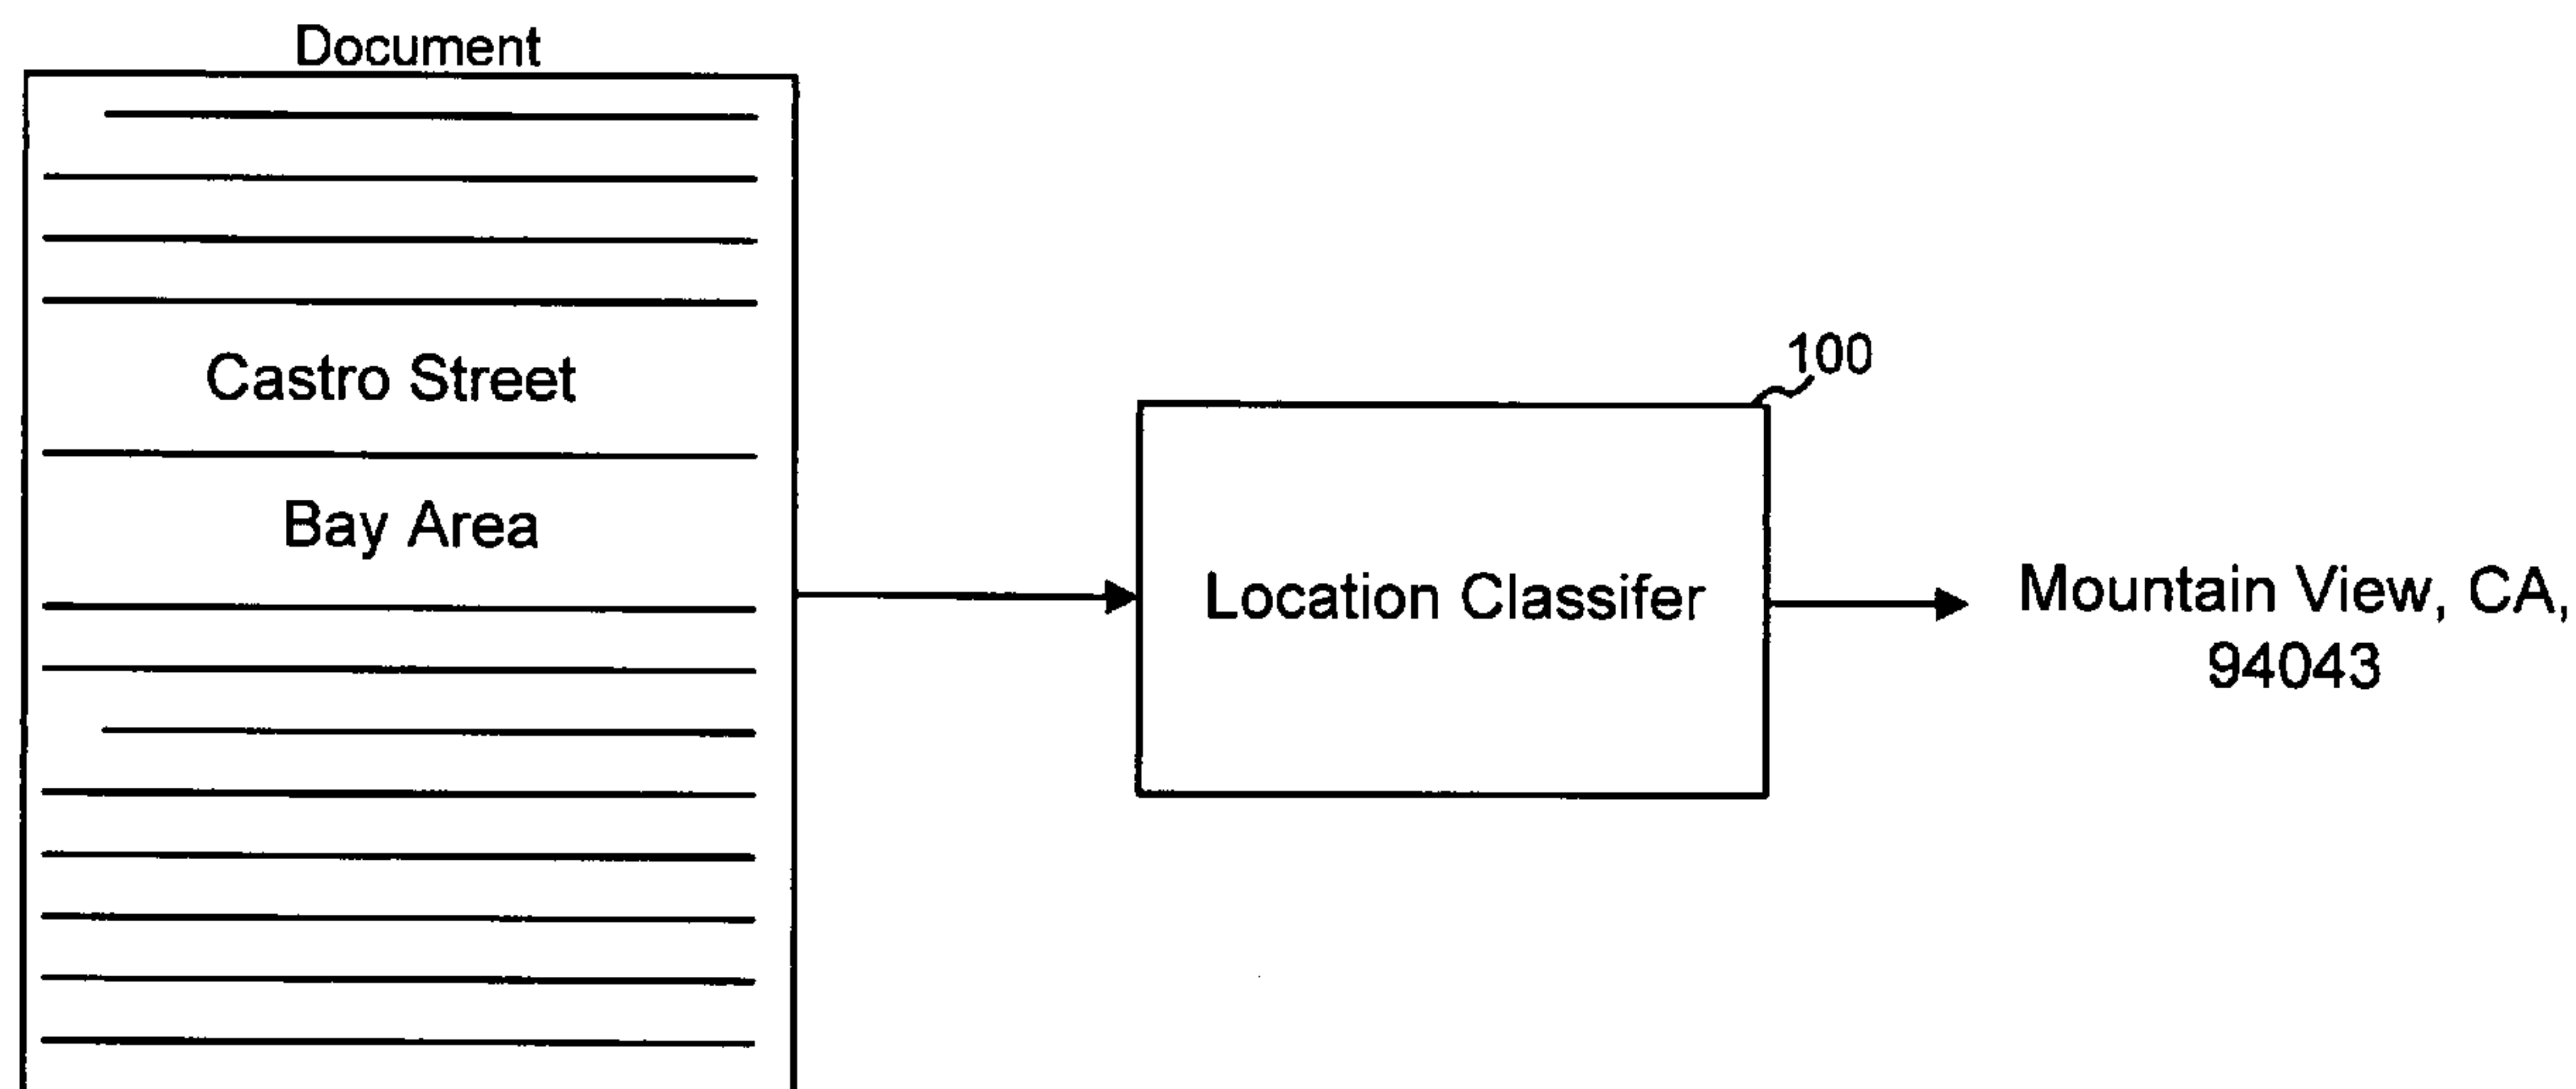 Document
Castro Street
Bay Area
100
Location Classifer
Mountain View, CA,
94043